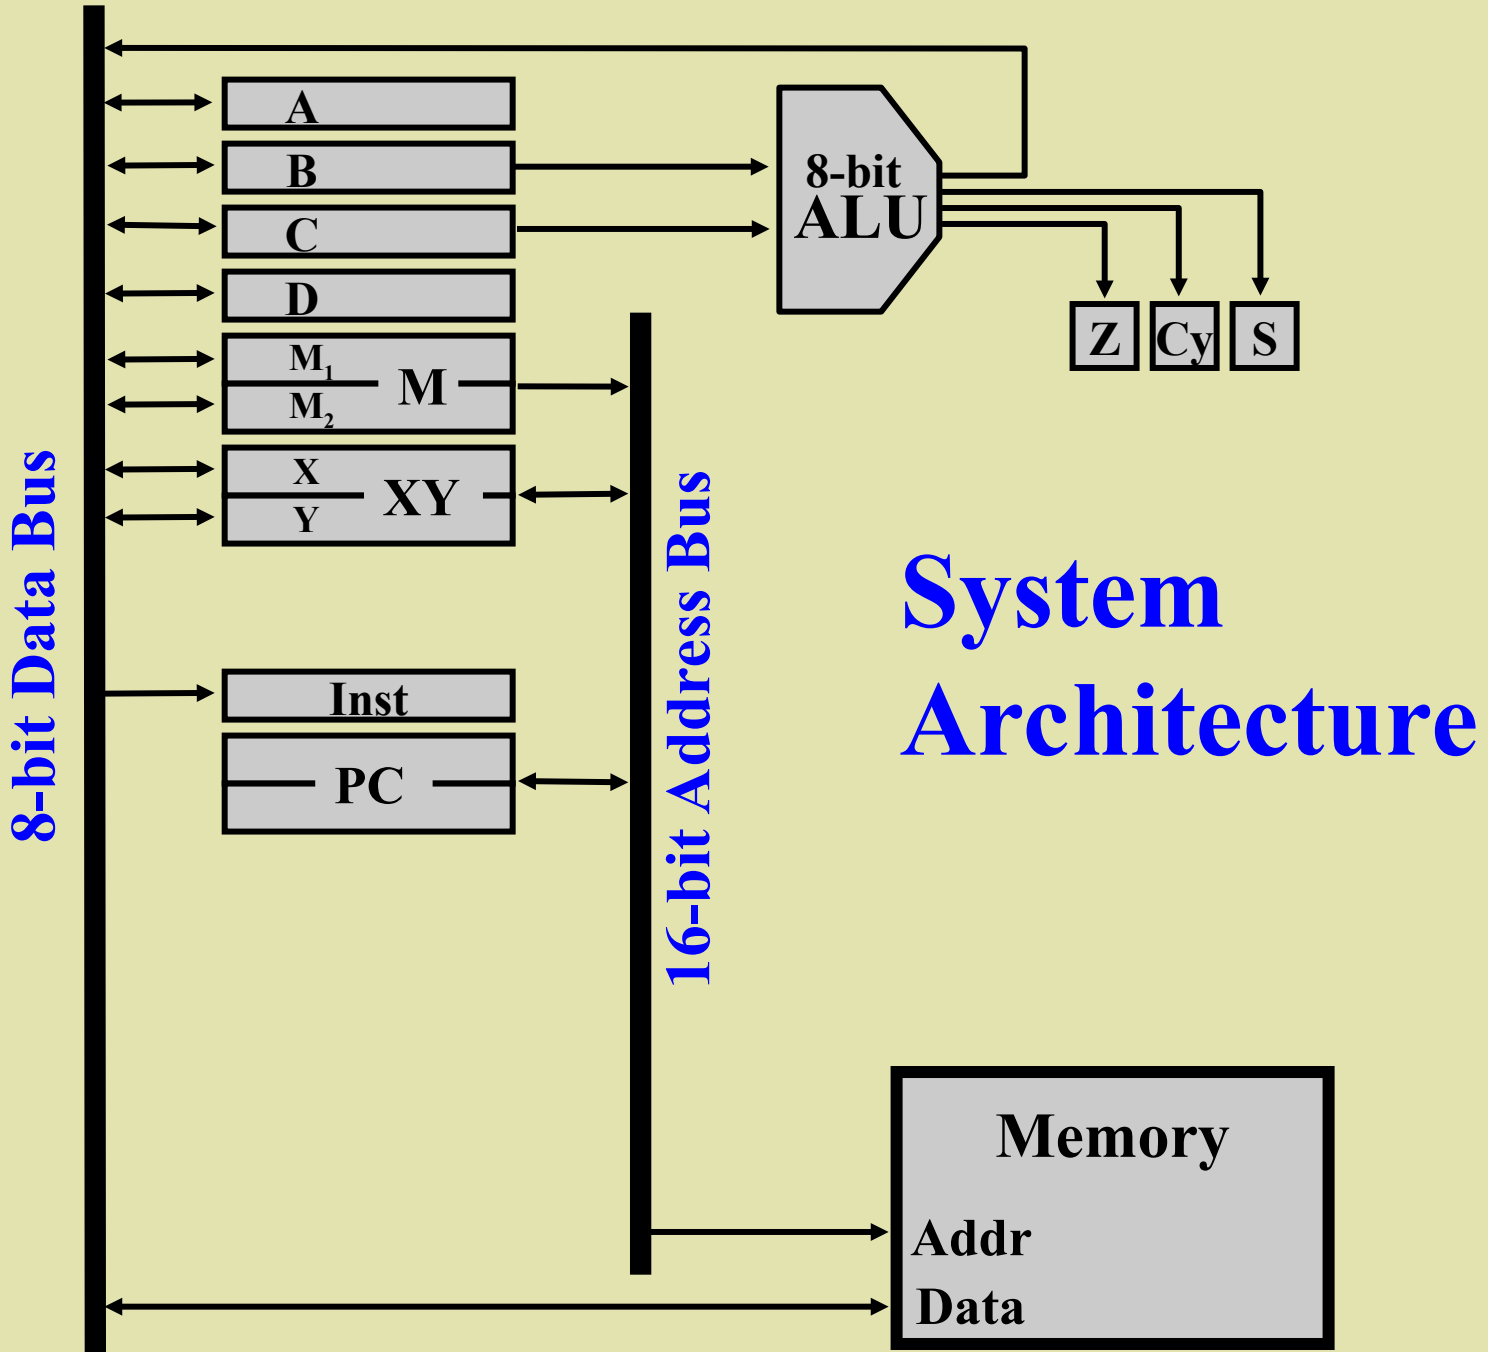 A
B
C
D
M1
M
M2
X
XY
Y
8-bit
ALU
Z
Cy
S
8-bit Data Bus
16-bit Address Bus
System
Architecture
Inst
PC
Memory
Addr
Data